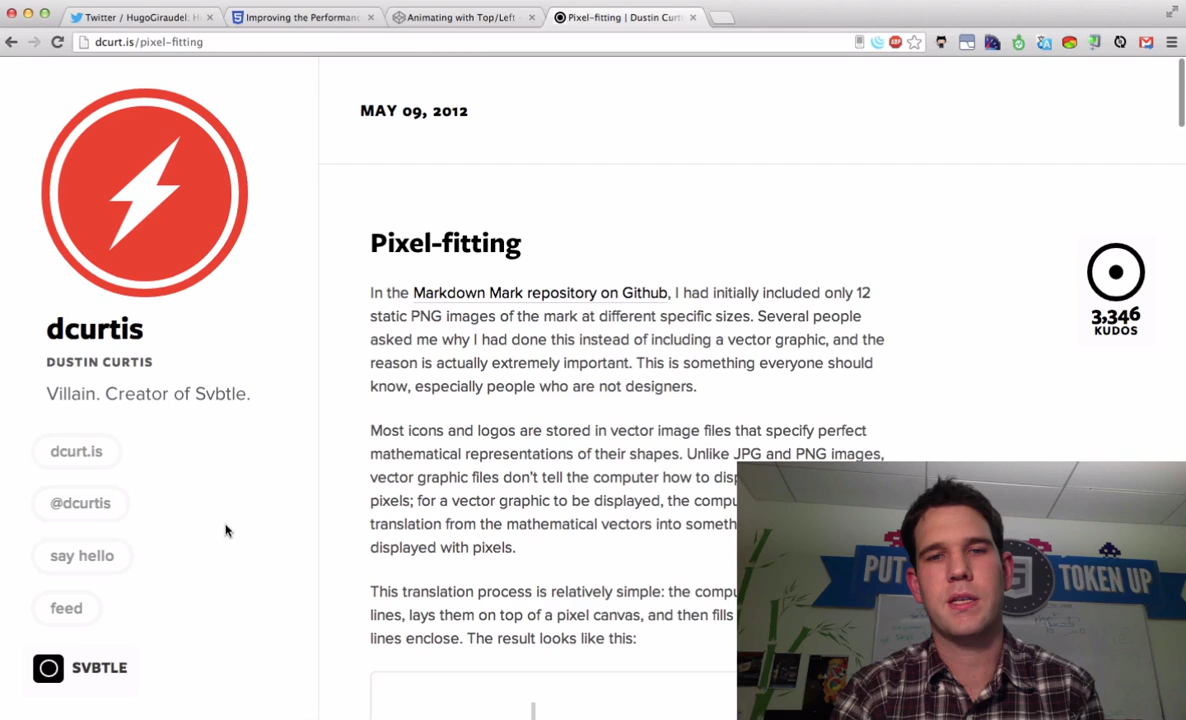 Twitter / HugoGiraudel: H
Improving the Performanc
Animating with Top/Left
Pixel-fitting | Dustin Curt
dcurt.is/pixel-fitting
MAY 09, 2012
dcurtis
DUSTIN CURTIS
Villain. Creator of Svbtle.
dcurt.is
@dcurtis
say hello
feed
SVBTLE
Pixel-fitting
In the Markdown Mark repository on Github, I had initially included only 12
static PNG images of the mark at different specific sizes. Several people
asked me why I had done this instead of including a vector graphic, and the
reason is actually extremely important. This is something everyone should
know, especially people who are not designers.
Most icons and logos are stored in vector image files that specify perfect
mathematical representations of their shapes. Unlike JPG and PNG images,
vector graphic files don't tell the computer how to disp
pixels; for a vector graphic to be displayed, the compu
translation from the mathematical vectors into someth
displayed with pixels.
This translation process is relatively simple: the compu
lines, lays them on top of a pixel canvas, and then fills
lines enclose. The result looks like this:
3,346
KUDOS
PUT
TOKEN UP